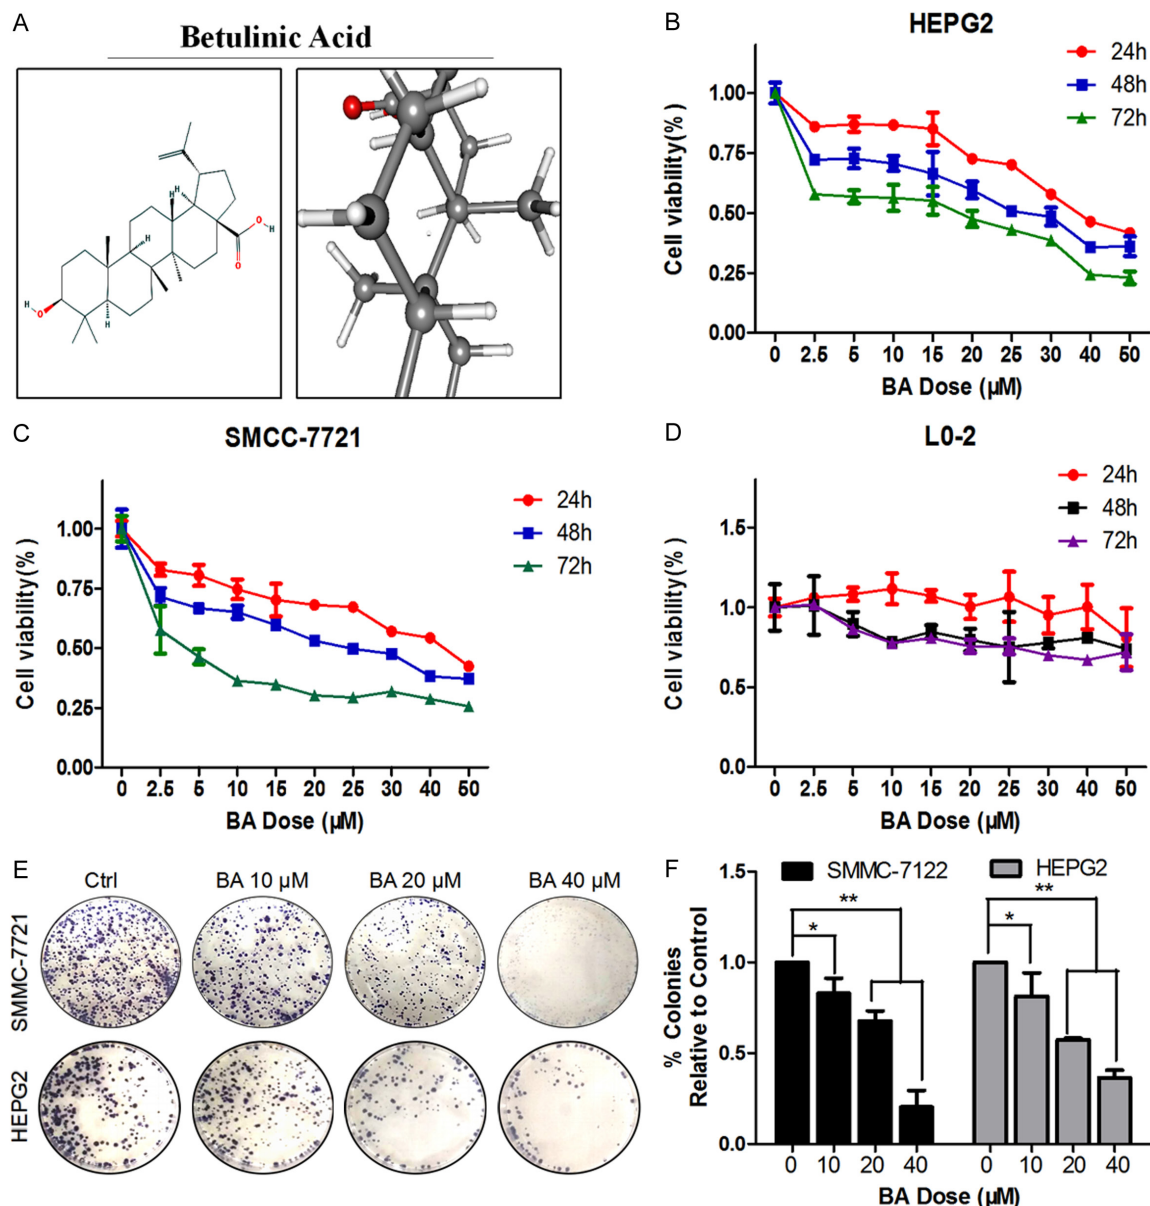 A
Betulinic Acid
H
H
H
O
H
O
H
O
H
B
HEPG2
24h
48h
72h
Cell viability(%)
1.00
0.75
0.50
0.25
0.00
0 2.5 5 10 15 20 25 30 40 50
BA Dose (µM)
C
SMCC-7721
24h
48h
72h
Cell viability(%)
1.00
0.75
0.50
0.25
0.00
0 2.5 5 10 15 20 25 30 40 50
BA Dose (µM)
D
L0-2
24h
48h
72h
Cell viability(%)
1.5
1.0
0.5
0.0
0 2.5 5 10 15 20 25 30 40 50
BA Dose (µM)
E
Ctrl BA 10 µM BA 20 µM BA 40 µM
SMMC-7721
HEPG2
F
SMMC-7122 HEPG2
% Colonies
Relative to Control
1.5
1.0
0.5
0.0
** **
* *
0 10 20 40 0 10 20 40
BA Dose (µM)